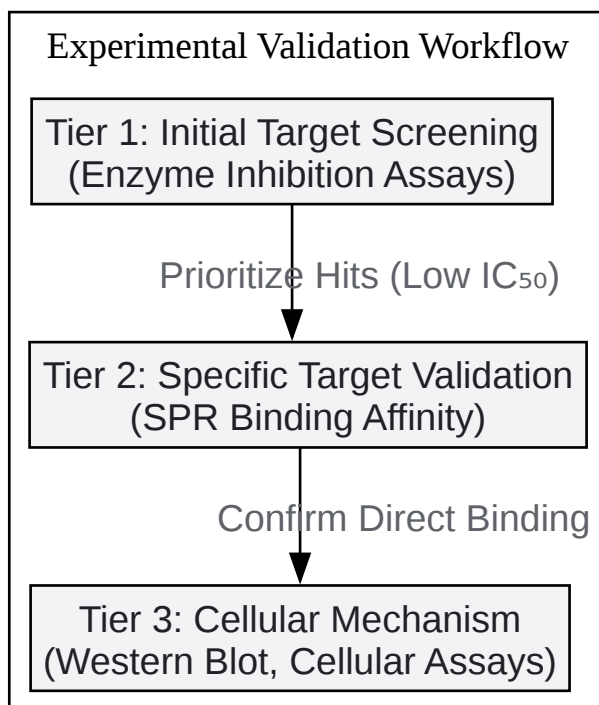 Experimental Validation Workflow
Tier 1: Initial Target Screening
(Enzyme Inhibition Assays)
Prioritize Hits (Low IC₅₀)
Tier 2: Specific Target Validation
(SPR Binding Affinity)
Confirm Direct Binding
Tier 3: Cellular Mechanism
(Western Blot, Cellular Assays)